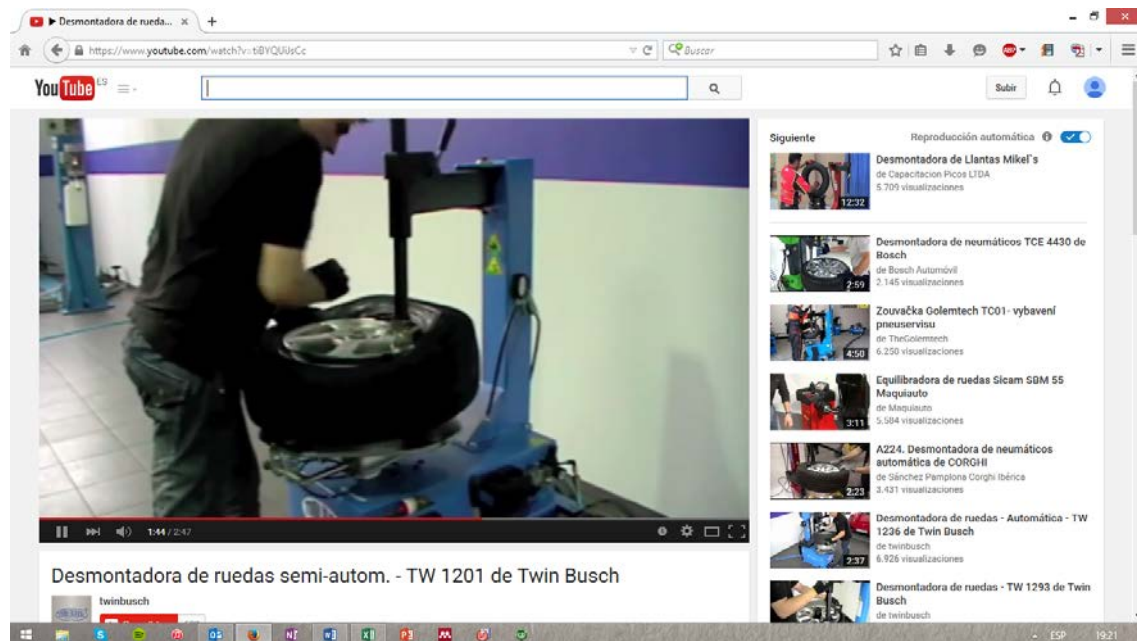 ▶ Desmontadora de rueda...
https://www.youtube.com/watch?v=tiBYQUiJsCc
Buscar
ABP
YouTube ES
Subir
Siguiente
Reproducción automática
Desmontadora de Llantas Mikel`s
de Capacitacion Picos LTDA
5.709 visualizaciones
12:32
Desmontadora de neumáticos TCE 4430 de
Bosch
de Bosch Automóvil
2.145 visualizaciones
2:59
Zouvačka Golemtech TC01- vybavení
pneuservisu
de TheGolemtech
6.250 visualizaciones
4:50
Equilibradora de ruedas Sicam SBM 55
Maquiauto
de Maquiauto
5.584 visualizaciones
3:11
A224. Desmontadora de neumáticos
automática de CORGHI
de Sánchez Pamplona Corghi Ibérica
3.431 visualizaciones
2:23
Desmontadora de ruedas - Automática - TW
1236 de Twin Busch
de twinbusch
6.926 visualizaciones
2:37
Desmontadora de ruedas - TW 1293 de Twin
Busch
de twinbusch
1:44 / 2:47
Desmontadora de ruedas semi-autom. - TW 1201 de Twin Busch
twinbusch
ESP
19:21